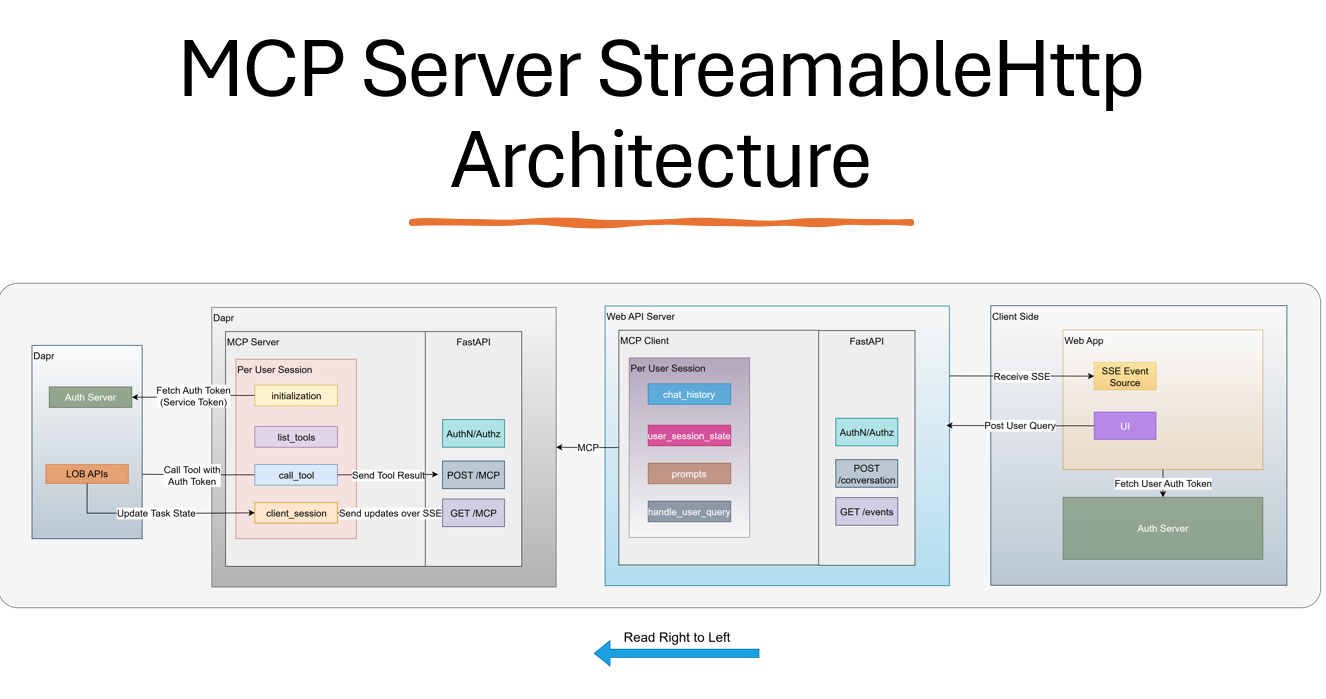 MCP Server StreamableHttp
Architecture
Dapr
Auth Server
LOB APIs
Fetch Auth Token
(Service Token)
Call Tool with
Auth Token
Update Task State
Dapr
MCP Server
Per User Session
initialization
list_tools
call_tool
client_session
Send Tool Result
Send updates over SSE
FastAPI
AuthN/Authz
POST /MCP
GET /MCP
MCP
Web API Server
MCP Client
Per User Session
chat_history
user_session_state
prompts
handle_user_query
FastAPI
AuthN/Authz
POST
/conversation
GET /events
Receive SSE
Post User Query
Client Side
Web App
SSE Event
Source
UI
Fetch User Auth Token
Auth Server
Read Right to Left